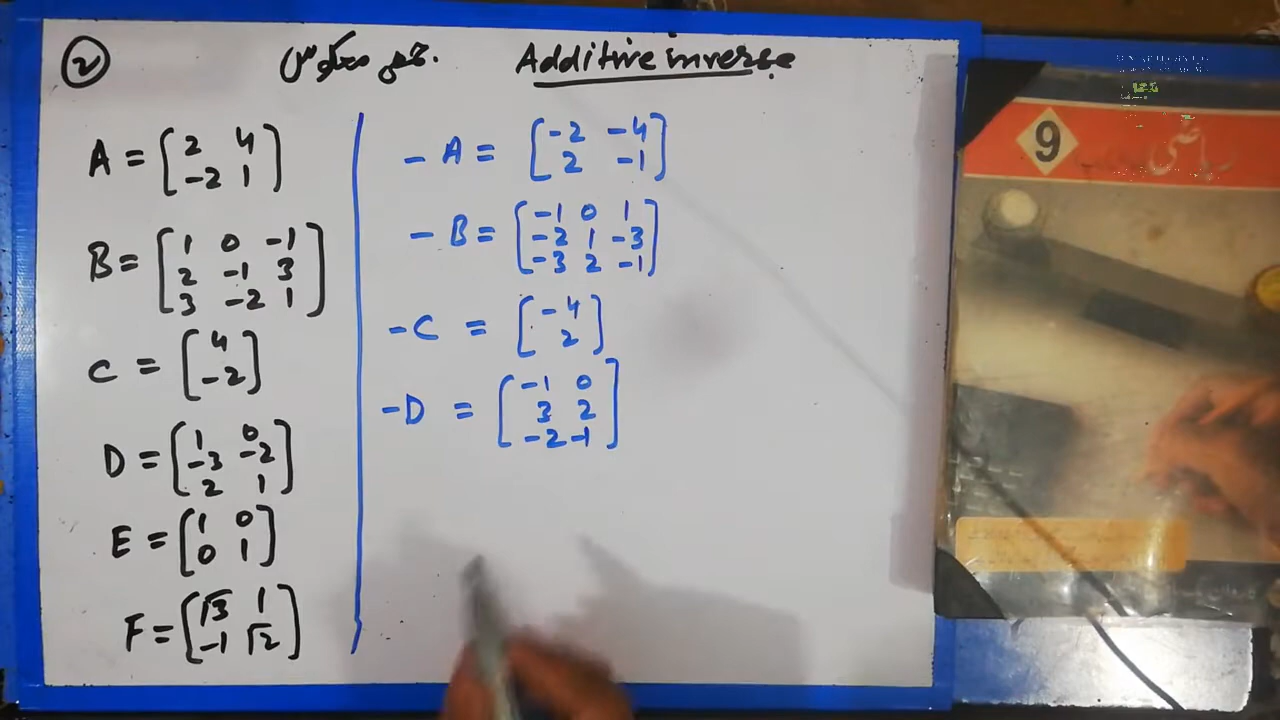 2 جمعی معکوس Additive inverse
A = [2 4
-2 1]
B = [1 0 -1
2 -1 3
3 -2 1]
C = [4
-2]
D = [1 0
-3 -2
2 1]
E = [1 0
0 1]
F = [√3 1
-1 √2]
- A = [-2 -4
2 -1]
- B = [-1 0 1
-2 1 -3
-3 2 -1]
- C = [-4
2]
- D = [-1 0
3 2
-2 -1]
9 ریاضی